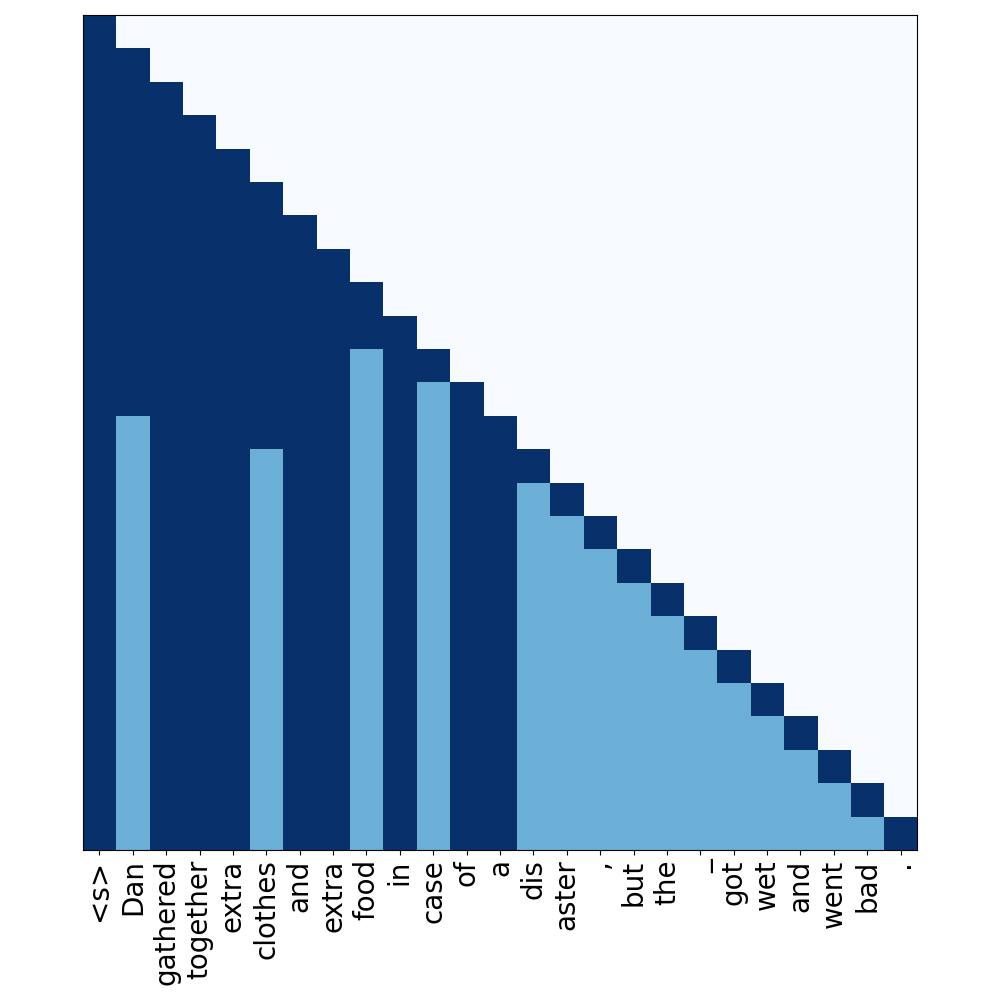 <s> Dan gathered together extra clothes and extra food in case of a dis aster , but the _ got wet and went bad .